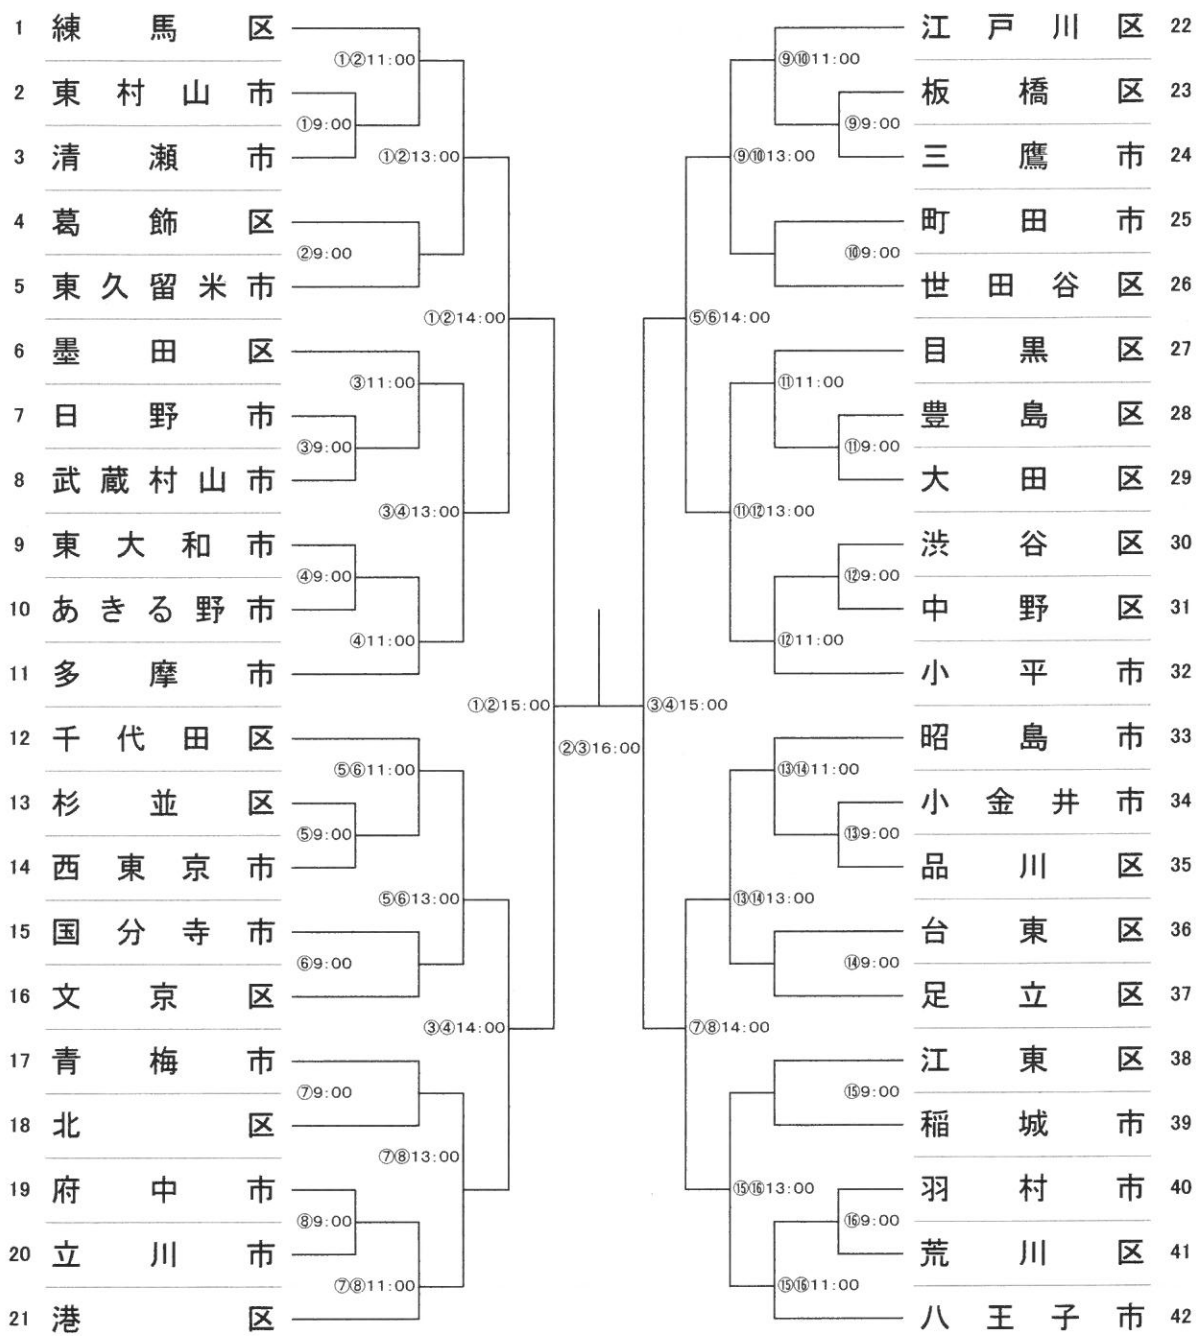 1 練馬区
①②11:00
2 東村山市
①9:00
3 清瀬市
①②13:00
4 葛飾区
②9:00
5 東久留米市
①②14:00
6 墨田区
③11:00
7 日野市
③9:00
8 武蔵村山市
③④13:00
9 東大和市
④9:00
10 あきる野市
④11:00
11 多摩市
①②15:00
12 千代田区
⑤⑥11:00
13 杉並区
⑤9:00
14 西東京市
⑤⑥13:00
15 国分寺市
⑥9:00
16 文京区
③④14:00
17 青梅市
⑦9:00
18 北区
⑦⑧13:00
19 府中市
⑧9:00
20 立川市
⑦⑧11:00
21 港区
②③16:00
江戸川区 22
⑨⑩11:00
板橋区 23
⑨9:00
三鷹市 24
⑨⑩13:00
町田市 25
⑩9:00
世田谷区 26
⑤⑥14:00
目黒区 27
⑪11:00
豊島区 28
⑪9:00
大田区 29
⑪⑫13:00
渋谷区 30
⑫9:00
中野区 31
⑫11:00
小平市 32
③④15:00
昭島市 33
⑬⑭11:00
小金井市 34
⑬9:00
品川区 35
⑬⑭13:00
台東区 36
⑭9:00
足立区 37
⑦⑧14:00
江東区 38
⑮9:00
稲城市 39
⑮⑯13:00
羽村市 40
⑯9:00
荒川区 41
⑮⑯11:00
八王子市 42